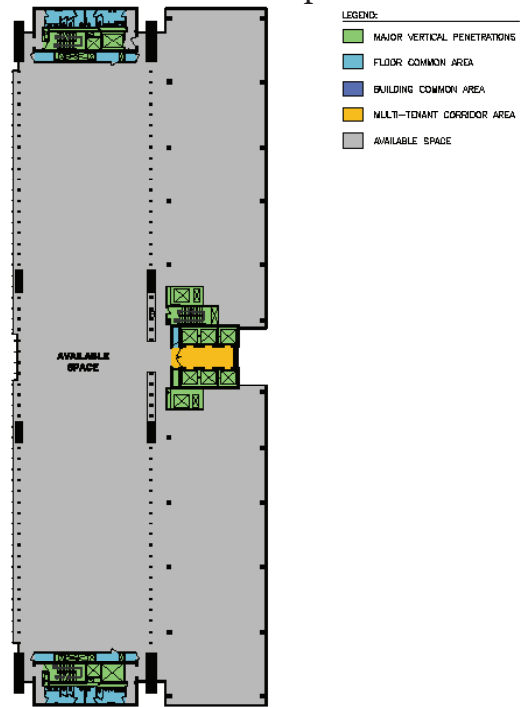 LEGEND:
MAJOR VERTICAL PENETRATIONS
FLOOR COMMON AREA
BUILDING COMMON AREA
MULTI-TENANT CORRIDOR AREA
AVAILABLE SPACE
AVAILABLE
SPACE